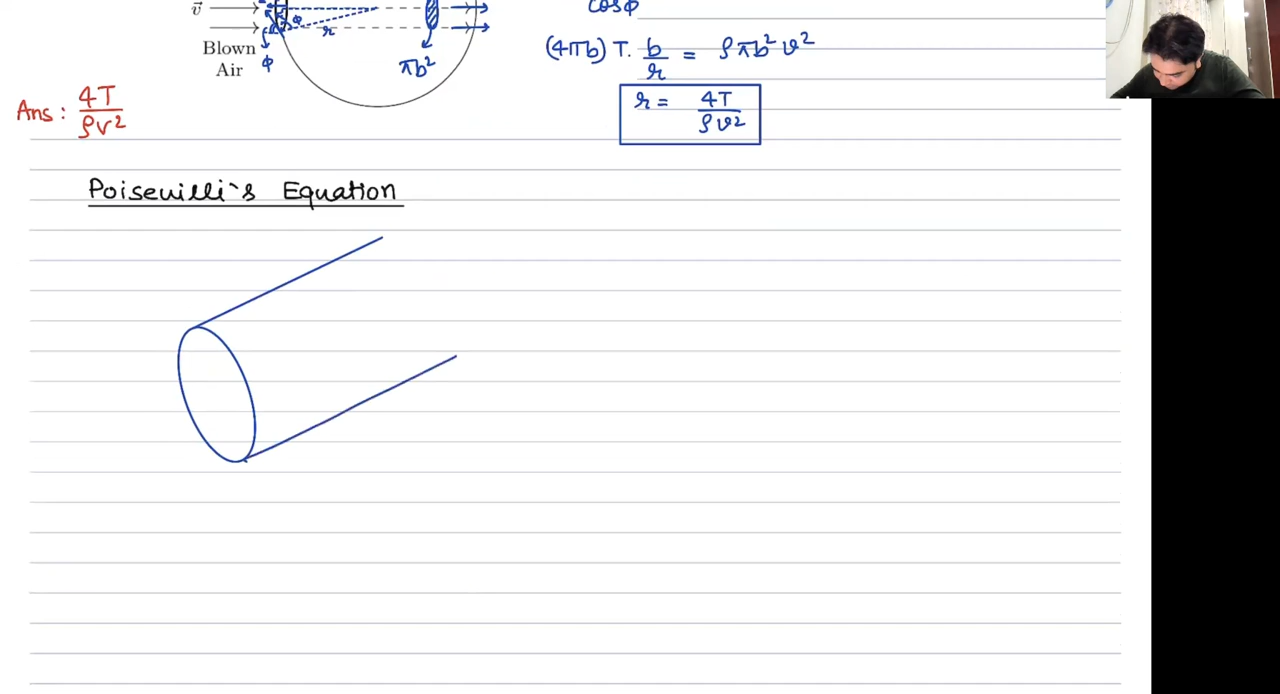 v⃗
cosϕ
ϕ
r
Blown
Air
ϕ
πb²
(4πb) T. b/r = ρπb²v²
r = 4T/ρv²
Ans : 4T/ρv²
Poiseuilli's Equation